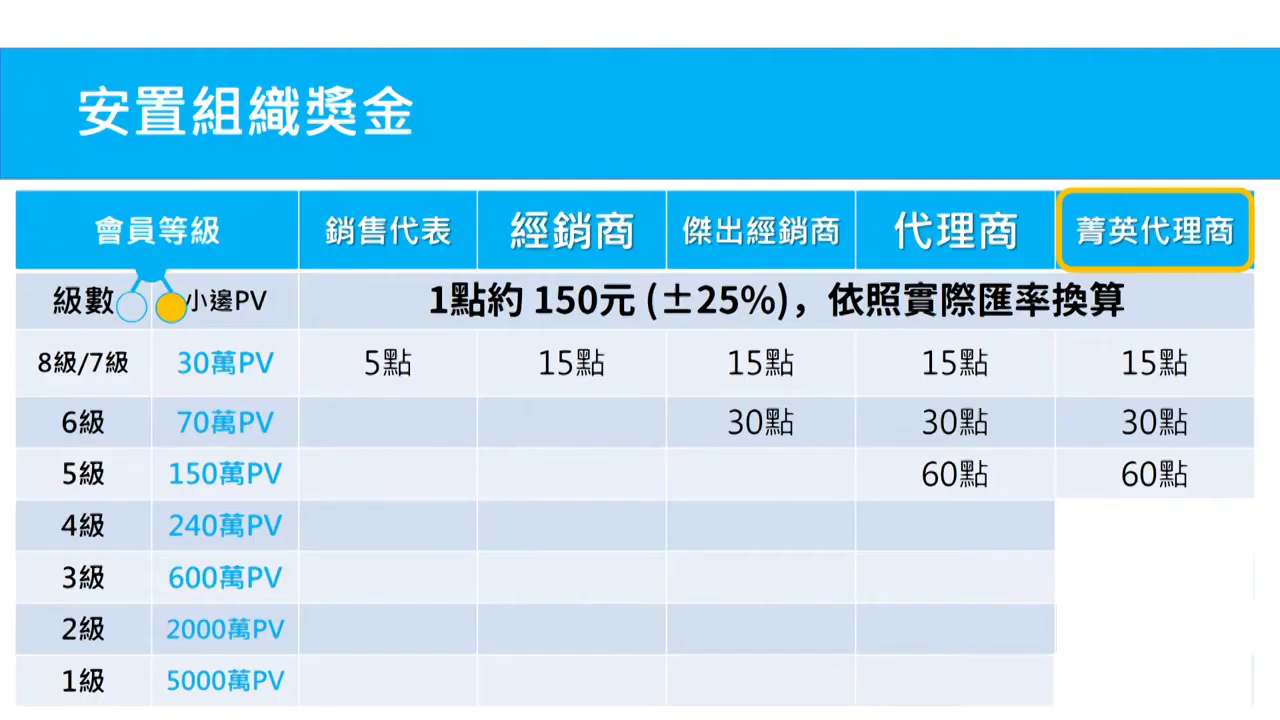 安置組織獎金
會員等級 銷售代表 經銷商 傑出經銷商 代理商 菁英代理商
級數 小邊PV 1點約 150元 (±25%)，依照實際匯率換算
8級/7級 30萬PV 5點 15點 15點 15點 15點
6級 70萬PV 30點 30點 30點
5級 150萬PV 60點 60點
4級 240萬PV
3級 600萬PV
2級 2000萬PV
1級 5000萬PV